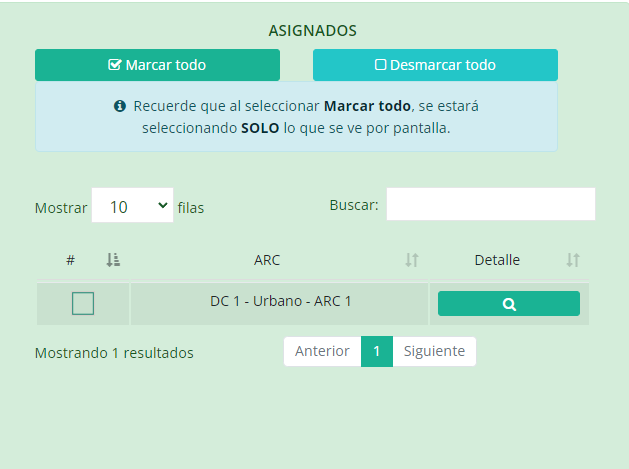 ASIGNADOS
Marcar todo
Desmarcar todo
Recuerde que al seleccionar Marcar todo, se estará
seleccionando SOLO lo que se ve por pantalla.
Mostrar 10 filas
Buscar:
# ARC Detalle
DC 1 - Urbano - ARC 1
Mostrando 1 resultados
Anterior 1 Siguiente